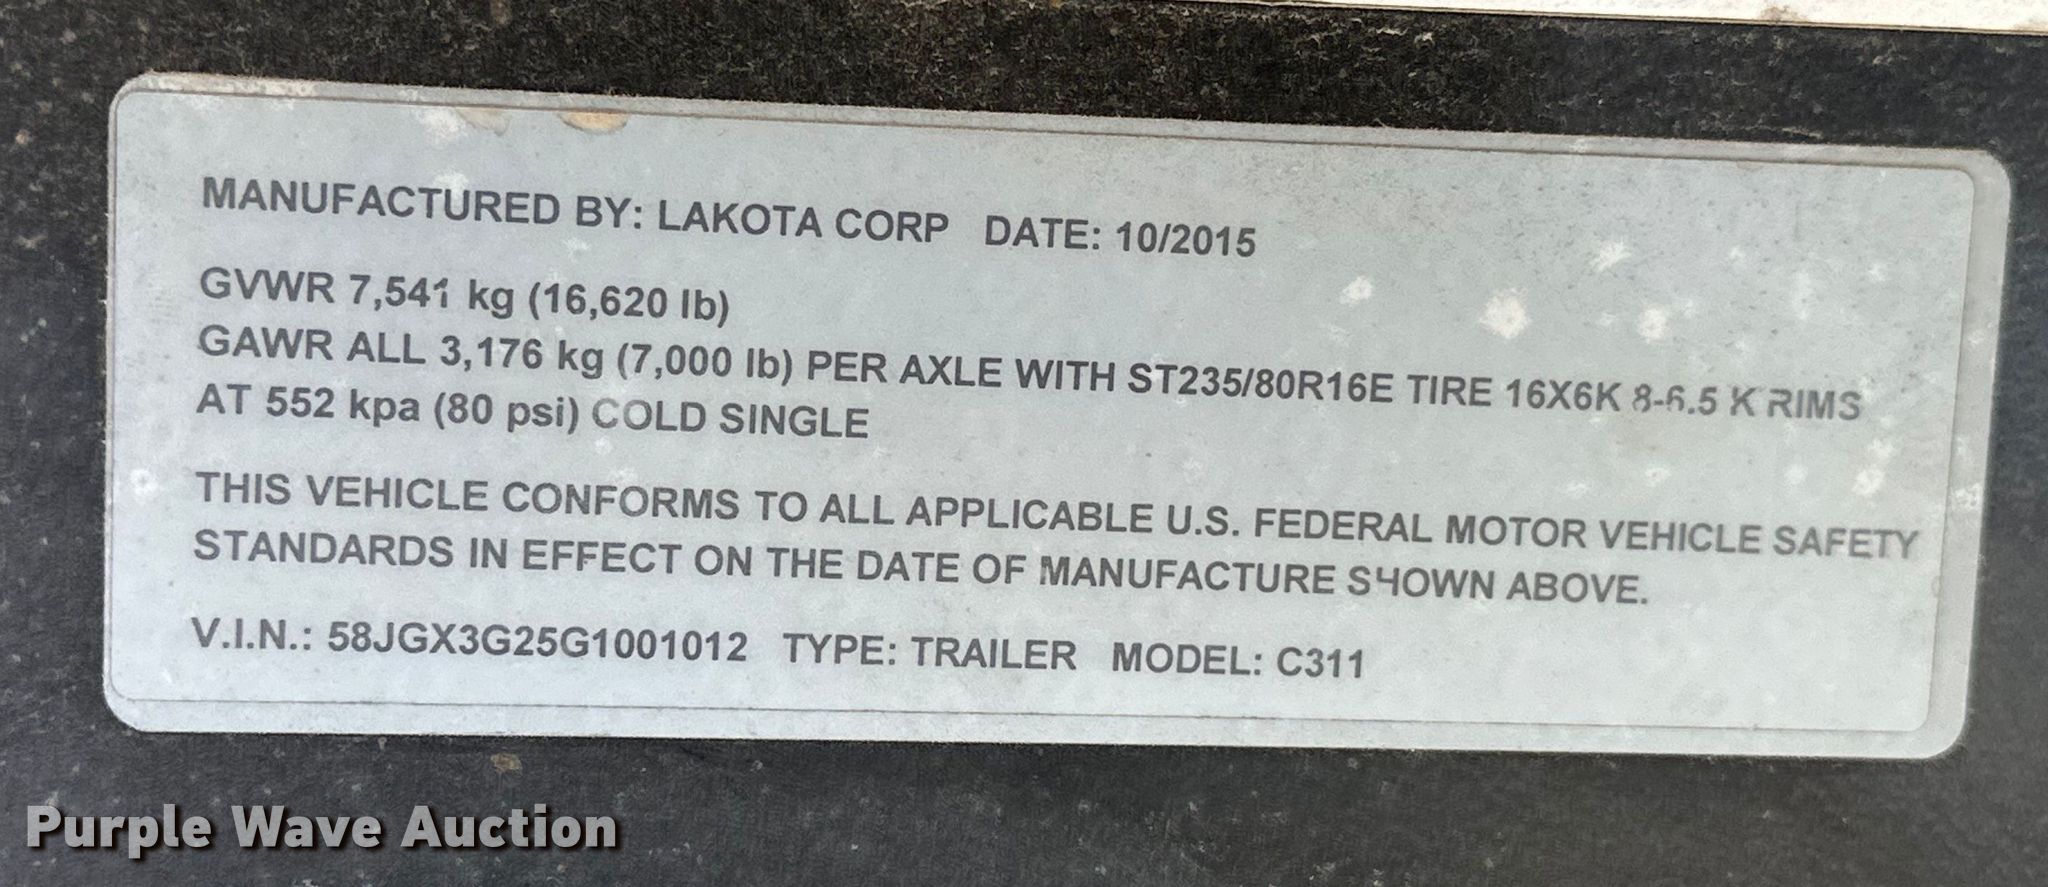 MANUFACTURED BY: LAKOTA CORP DATE: 10/2015
GVWR 7,541 kg (16,620 lb)
GAWR ALL 3,176 kg (7,000 lb) PER AXLE WITH ST235/80R16E TIRE 16X6K 8-6.5 K RIMS
AT 552 kpa (80 psi) COLD SINGLE
THIS VEHICLE CONFORMS TO ALL APPLICABLE U.S. FEDERAL MOTOR VEHICLE SAFETY
STANDARDS IN EFFECT ON THE DATE OF MANUFACTURE SHOWN ABOVE.
V.I.N.: 58JGX3G25G1001012 TYPE: TRAILER MODEL: C311
Purple Wave Auction